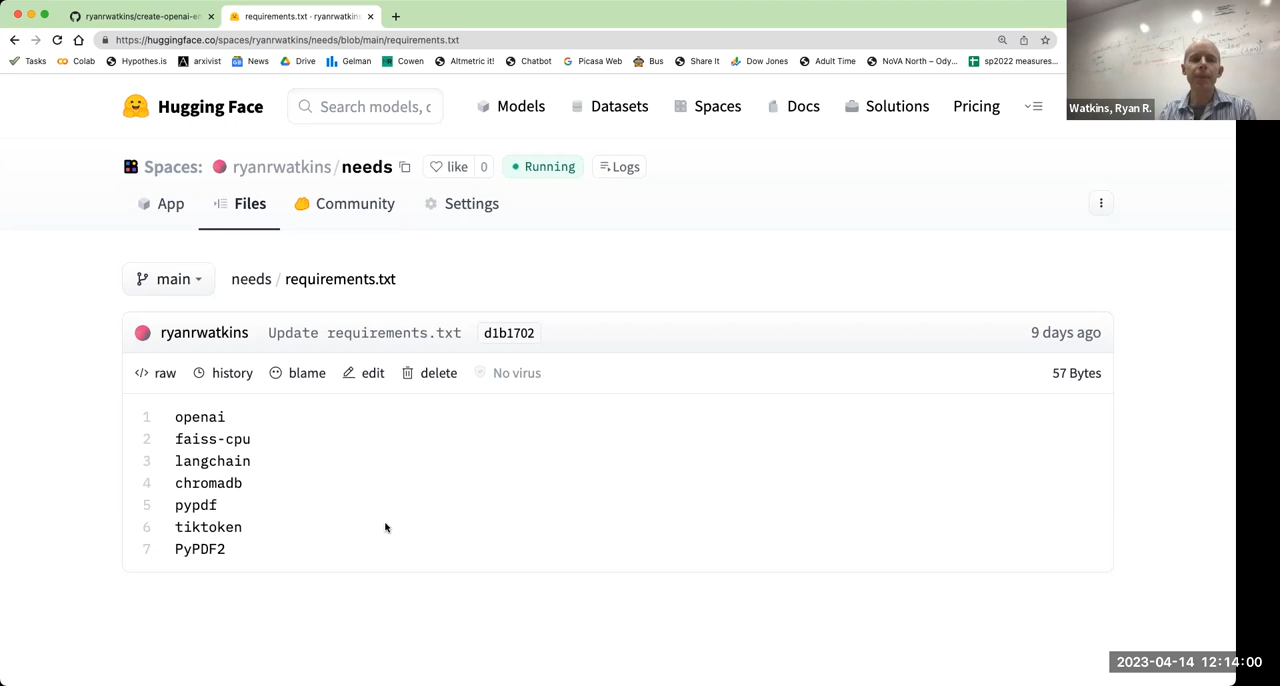 ryanrwatkins/create-openai-en
requirements.txt · ryanrwatkins
https://huggingface.co/spaces/ryanrwatkins/needs/blob/main/requirements.txt
Tasks Colab Hypothes.is arxivist News Drive Gelman Cowen Altmetric it! Chatbot Picasa Web Bus Share It Dow Jones Adult Time NoVA North – Ody... sp2022 measures...
Watkins, Ryan R.
Hugging Face Search models, c Models Datasets Spaces Docs Solutions Pricing
Spaces: ryanrwatkins/needs like 0 Running Logs
App Files Community Settings
main needs / requirements.txt
ryanrwatkins Update requirements.txt d1b1702 9 days ago
</> raw history blame edit delete No virus 57 Bytes
1 openai
2 faiss-cpu
3 langchain
4 chromadb
5 pypdf
6 tiktoken
7 PyPDF2
2023-04-14 12:14:00